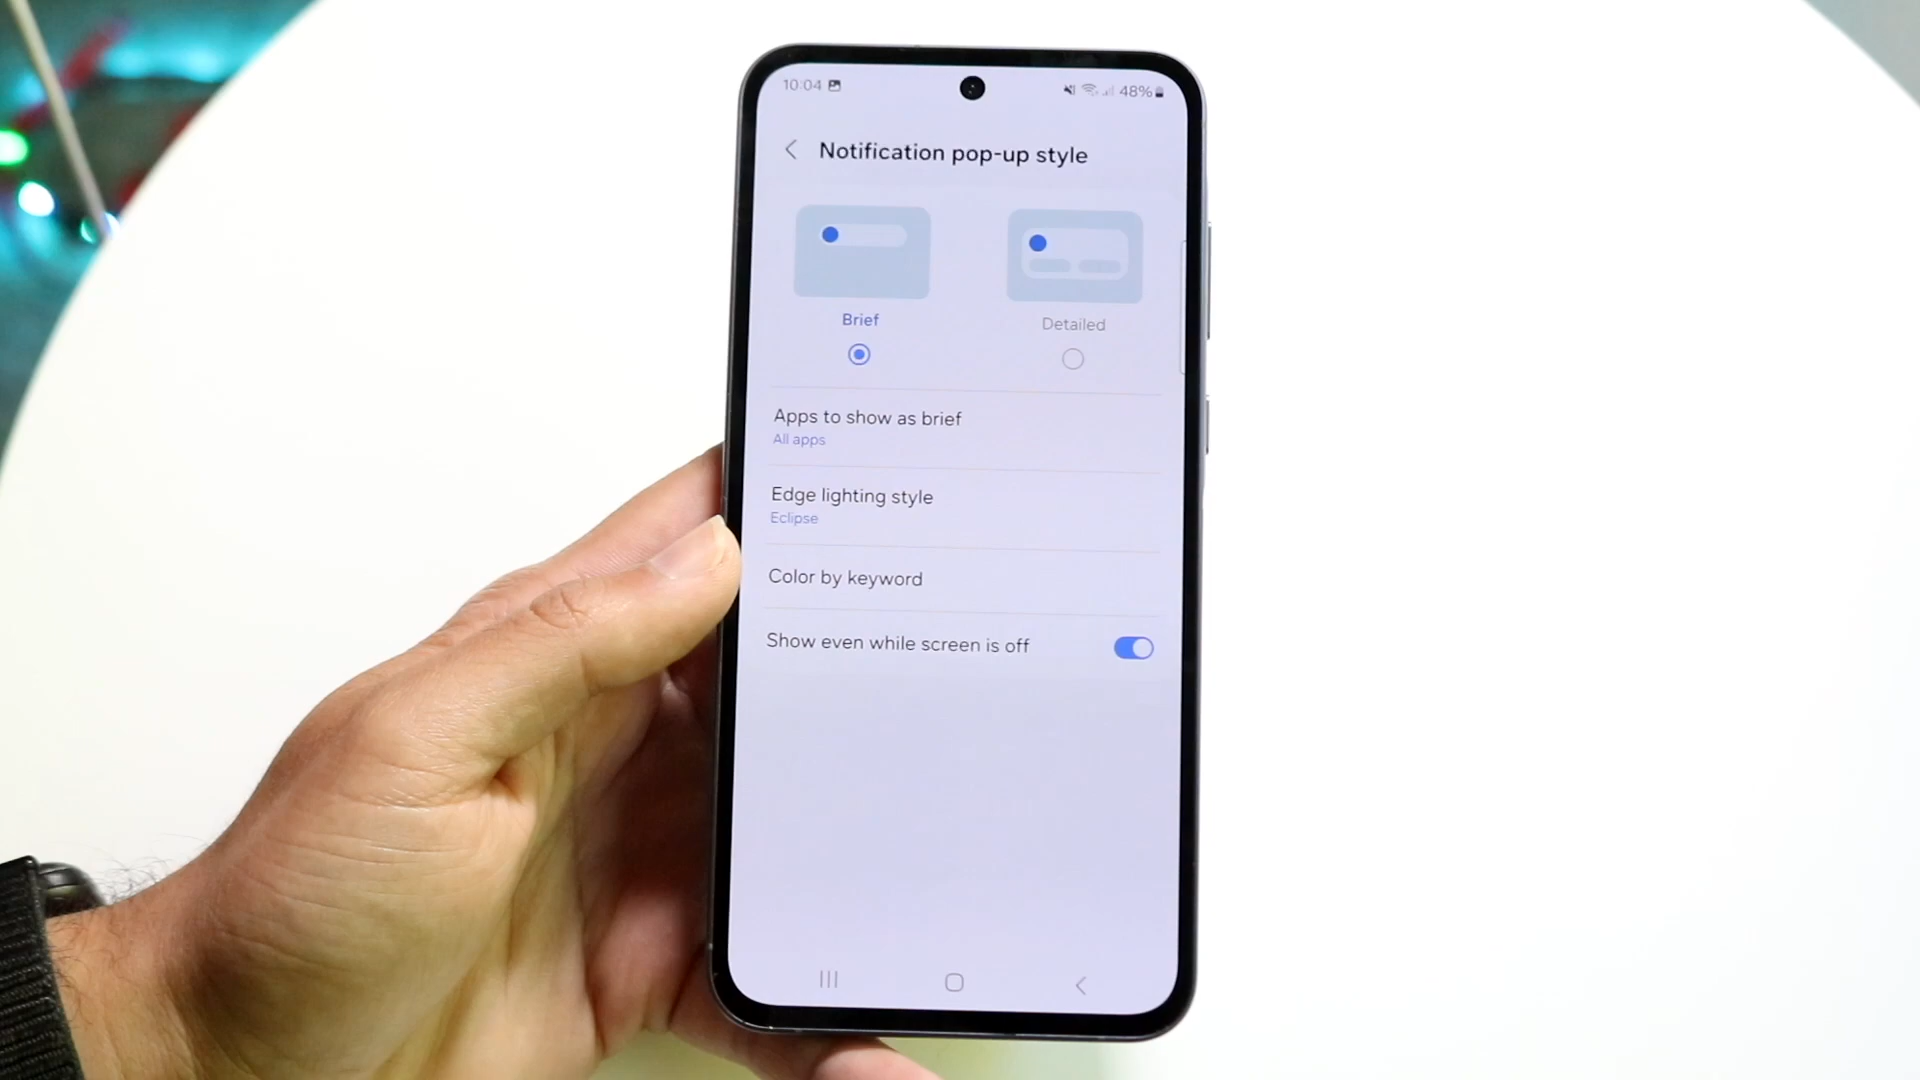 10:04 48%
Notification pop-up style
Brief Detailed
Apps to show as brief
All apps
Edge lighting style
Eclipse
Color by keyword
Show even while screen is off